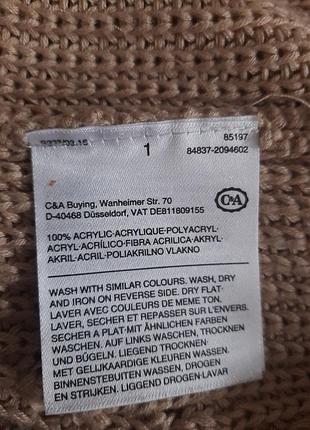 85197
1
84837-2094602
C&A Buying, Wanheimer Str. 70
D-40468 Düsseldorf, VAT DE811809155
C&A
100% ACRYLIC-ACRYLIQUE-POLYACRYL-
ACRYL-ACRÍLICO-FIBRA ACRILICA-AKRYL-
AKRIL-ACRIL-POLIAKRILNO VLAKNO
WASH WITH SIMILAR COLOURS. WASH, DRY
AND IRON ON REVERSE SIDE. DRY FLAT-
LAVER AVEC COULEURS DE MEME TON.
LAVER, SECHER ET REPASSER SUR L'ENVERS.
SECHER A PLAT-MIT ÄHNLICHEN FARBEN
WASCHEN. AUF LINKS WASCHEN, TROCKNEN
UND BÜGELN. LIEGEND TROCKNEN-
MET GELIJKAARDIGE KLEUREN WASSEN.
BINNENSTEBUITEN WASSEN, DROGEN
EN STRIJKEN. LIGGEND DROGEN-LAVAR